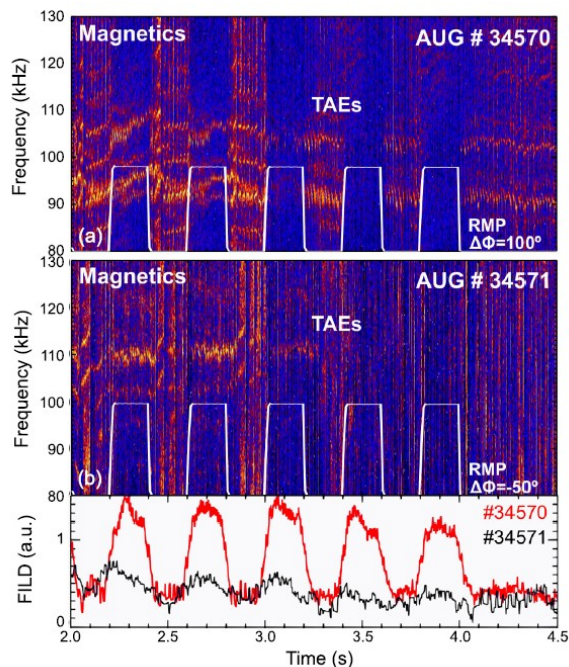 130
Magnetics
AUG # 34570
120
110
TAEs
100
90
(a)
RMP
ΔΦ=100º
80
Frequency (kHz)
130
Magnetics
AUG # 34571
120
TAEs
110
100
90
(b)
RMP
ΔΦ=-50º
80
Frequency (kHz)
#34570
#34571
1
0
FILD (a.u.)
2.0 2.5 3.0 3.5 4.0 4.5
Time (s)